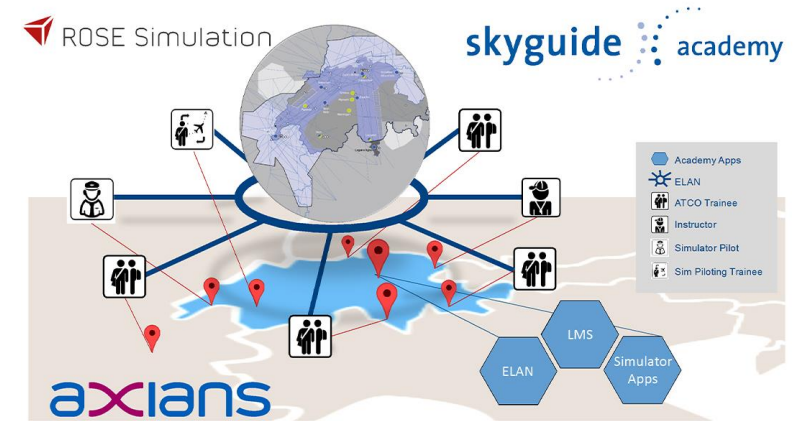 ROSE Simulation
skyguide academy
Academy Apps
ELAN
ATCO Trainee
Instructor
Simulator Pilot
Sim Piloting Trainee
LMS
ELAN
Simulator
Apps
axians